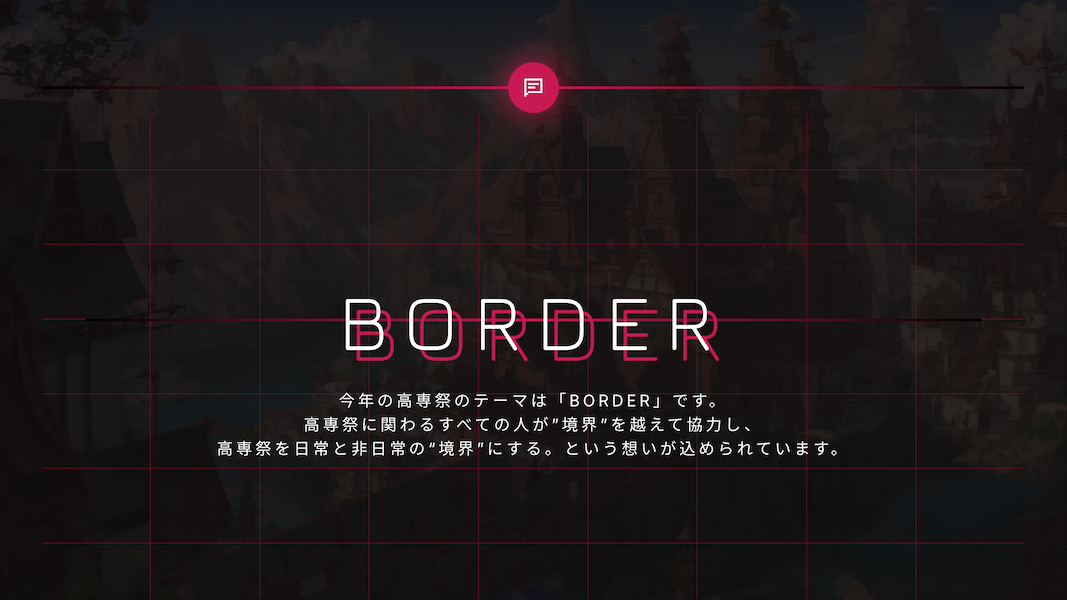 BORDER
今年の高専祭のテーマは「BORDER」です。
高専祭に関わるすべての人が"境界"を越えて協力し、
高専祭を日常と非日常の“境界”にする。という想いが込められています。